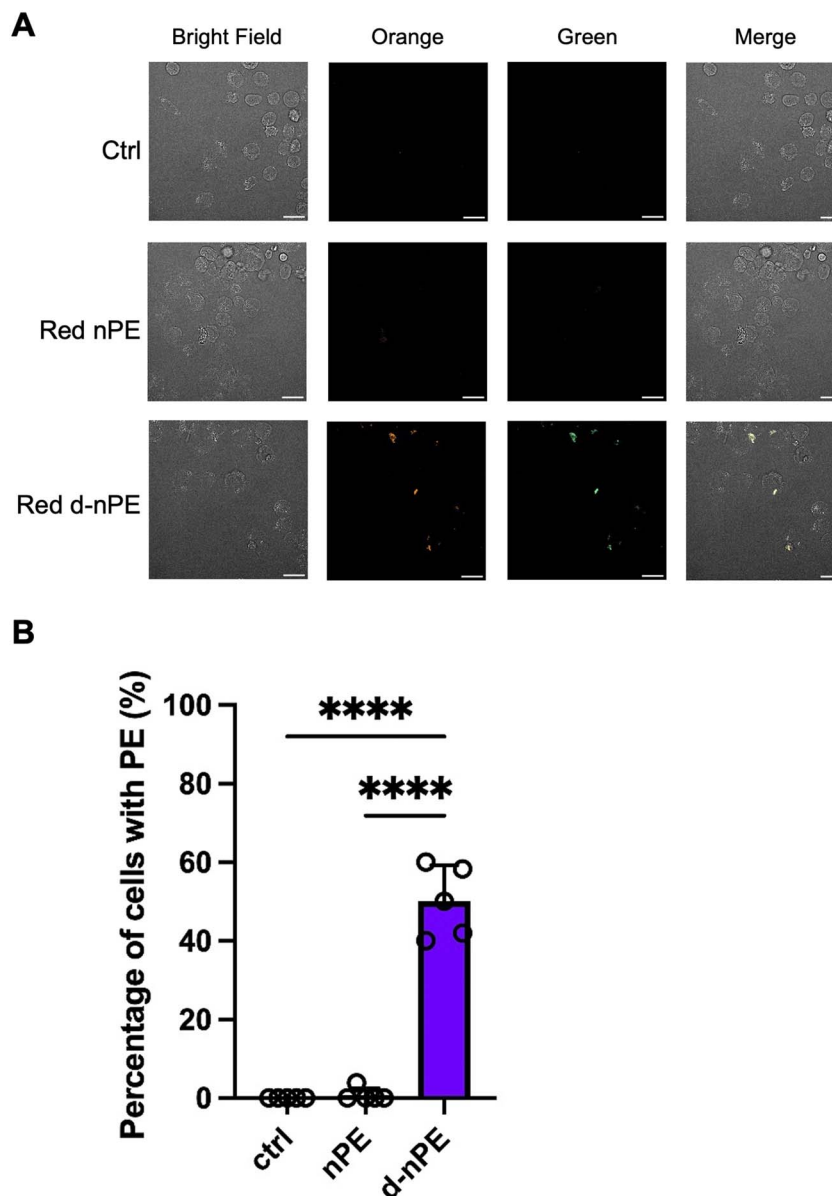 A
Bright Field Orange Green Merge
Ctrl
Red nPE
Red d-nPE
B
Percentage of cells with PE (%)
100
80
60
40
20
0
****
****
ctrl
nPE
d-nPE